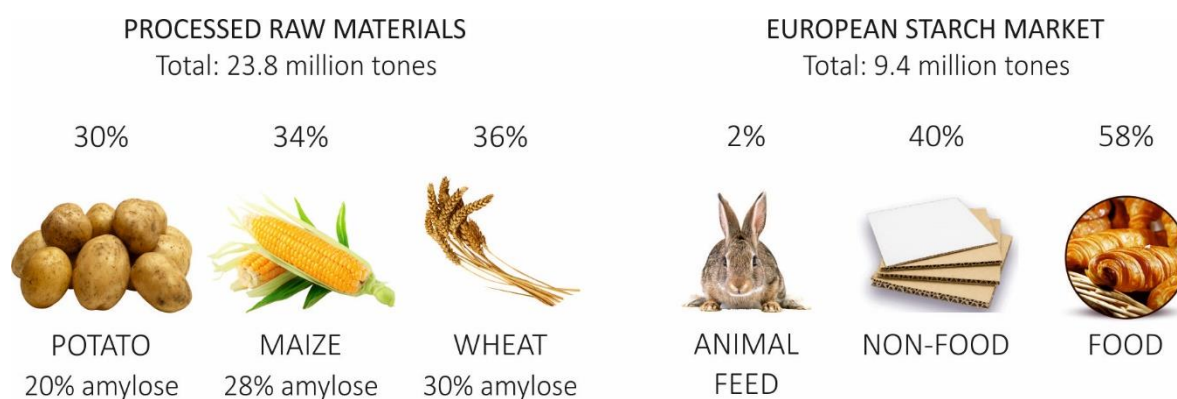 PROCESSED RAW MATERIALS
Total: 23.8 million tones
30%
34%
36%
POTATO
20% amylose
MAIZE
28% amylose
WHEAT
30% amylose
EUROPEAN STARCH MARKET
Total: 9.4 million tones
2%
40%
58%
ANIMAL
FEED
NON-FOOD
FOOD